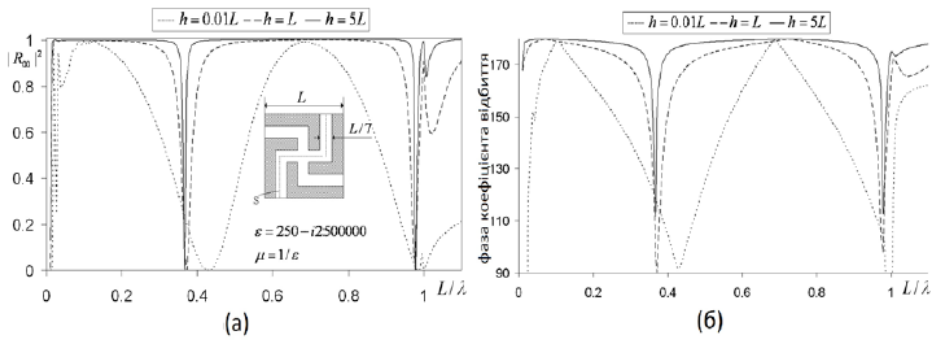 h = 0.01L h = L h = 5L
|R₀₀|²
1
0.8
0.6
0.4
0.2
0
0 0.2 0.4 0.6 0.8 1 L/λ
L
L/7
s
ε = 250 − i2500000
μ = 1/ε
(а)
h = 0.01L h = L h = 5L
фаза коефіцієнта відбиття
170
150
130
110
90
0 0.2 0.4 0.6 0.8 1 L/λ
(б)